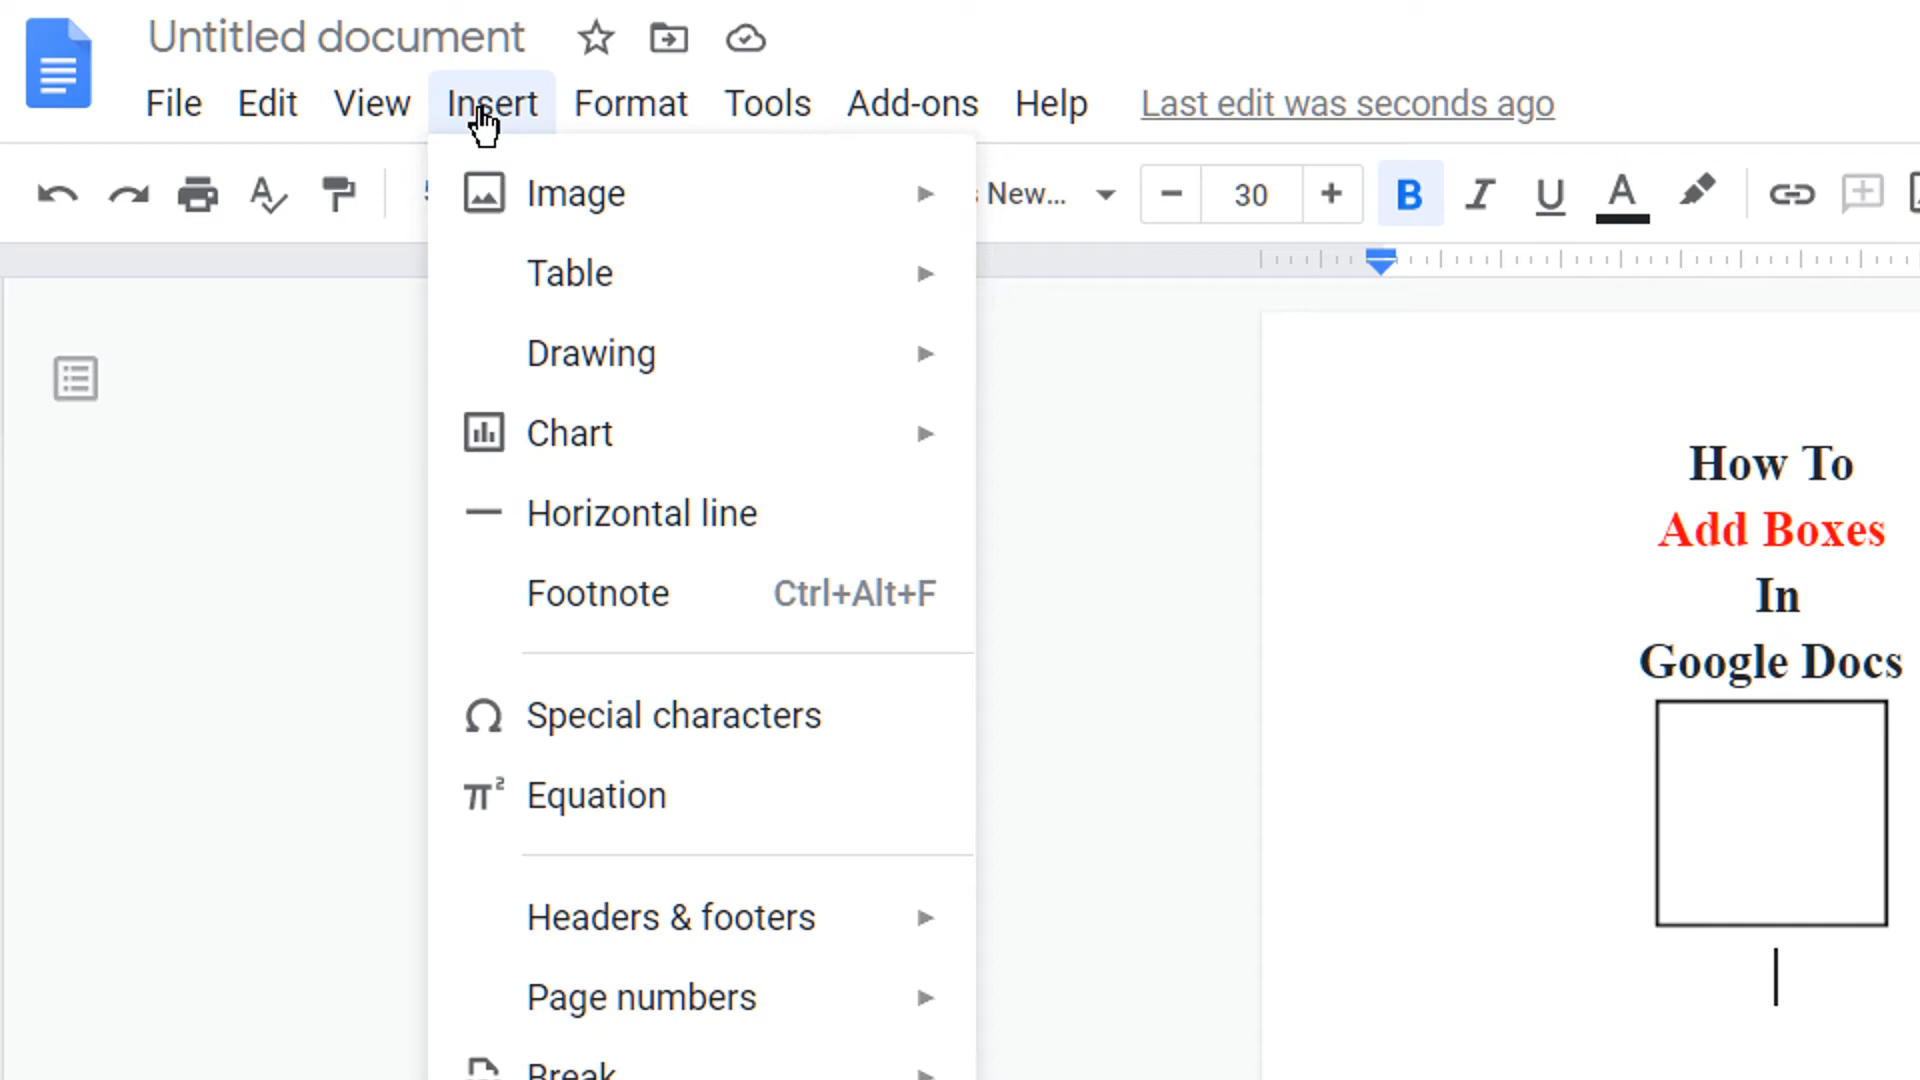 Untitled document
File Edit View Insert Format Tools Add-ons Help Last edit was seconds ago
New... 30 B I U A
Image
Table
Drawing
Chart
Horizontal line
Footnote Ctrl+Alt+F
Special characters
Equation
Headers & footers
Page numbers
Break
How To
Add Boxes
In
Google Docs